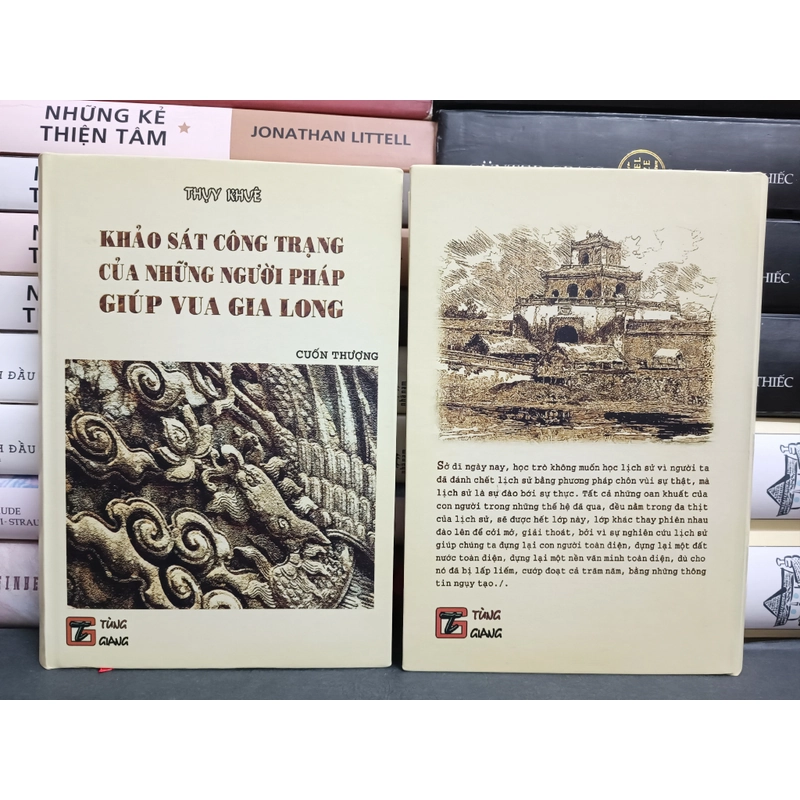 NHỮNG KẺ
THIỆN TÂM
JONATHAN LITTELL
THIẾC
THIẾC
THIẾC
THIẾC
H ĐẦU
H ĐẦU
UDE
I-STRAU
THỤY KHUÊ
KHẢO SÁT CÔNG TRẠNG
CỦA NHỮNG NGƯỜI PHÁP
GIÚP VUA GIA LONG
CUỐN THƯỢNG
TÙNG
GIANG
Sở dĩ ngày nay, học trò không muốn học lịch sử vì người ta
đã đánh chết lịch sử bằng phương pháp chôn vùi sự thật, mà
lịch sử là sự đào bới sự thực. Tất cả những oan khuất của
con người trong những thế hệ đã qua, đều nằm trong da thịt
của lịch sử, sẽ được hết lớp này, lớp khác thay phiên nhau
đào lên để cởi mở, giải thoát, bởi vì sự nghiên cứu lịch sử
giúp chúng ta dựng lại con người toàn diện, dựng lại một đất
nước toàn diện, dựng lại một nền văn minh toàn diện, dù cho
nó đã bị lấp liếm, cướp đoạt cả trăm năm, bằng những thông
tin ngụy tạo./.
TÙNG
GIANG